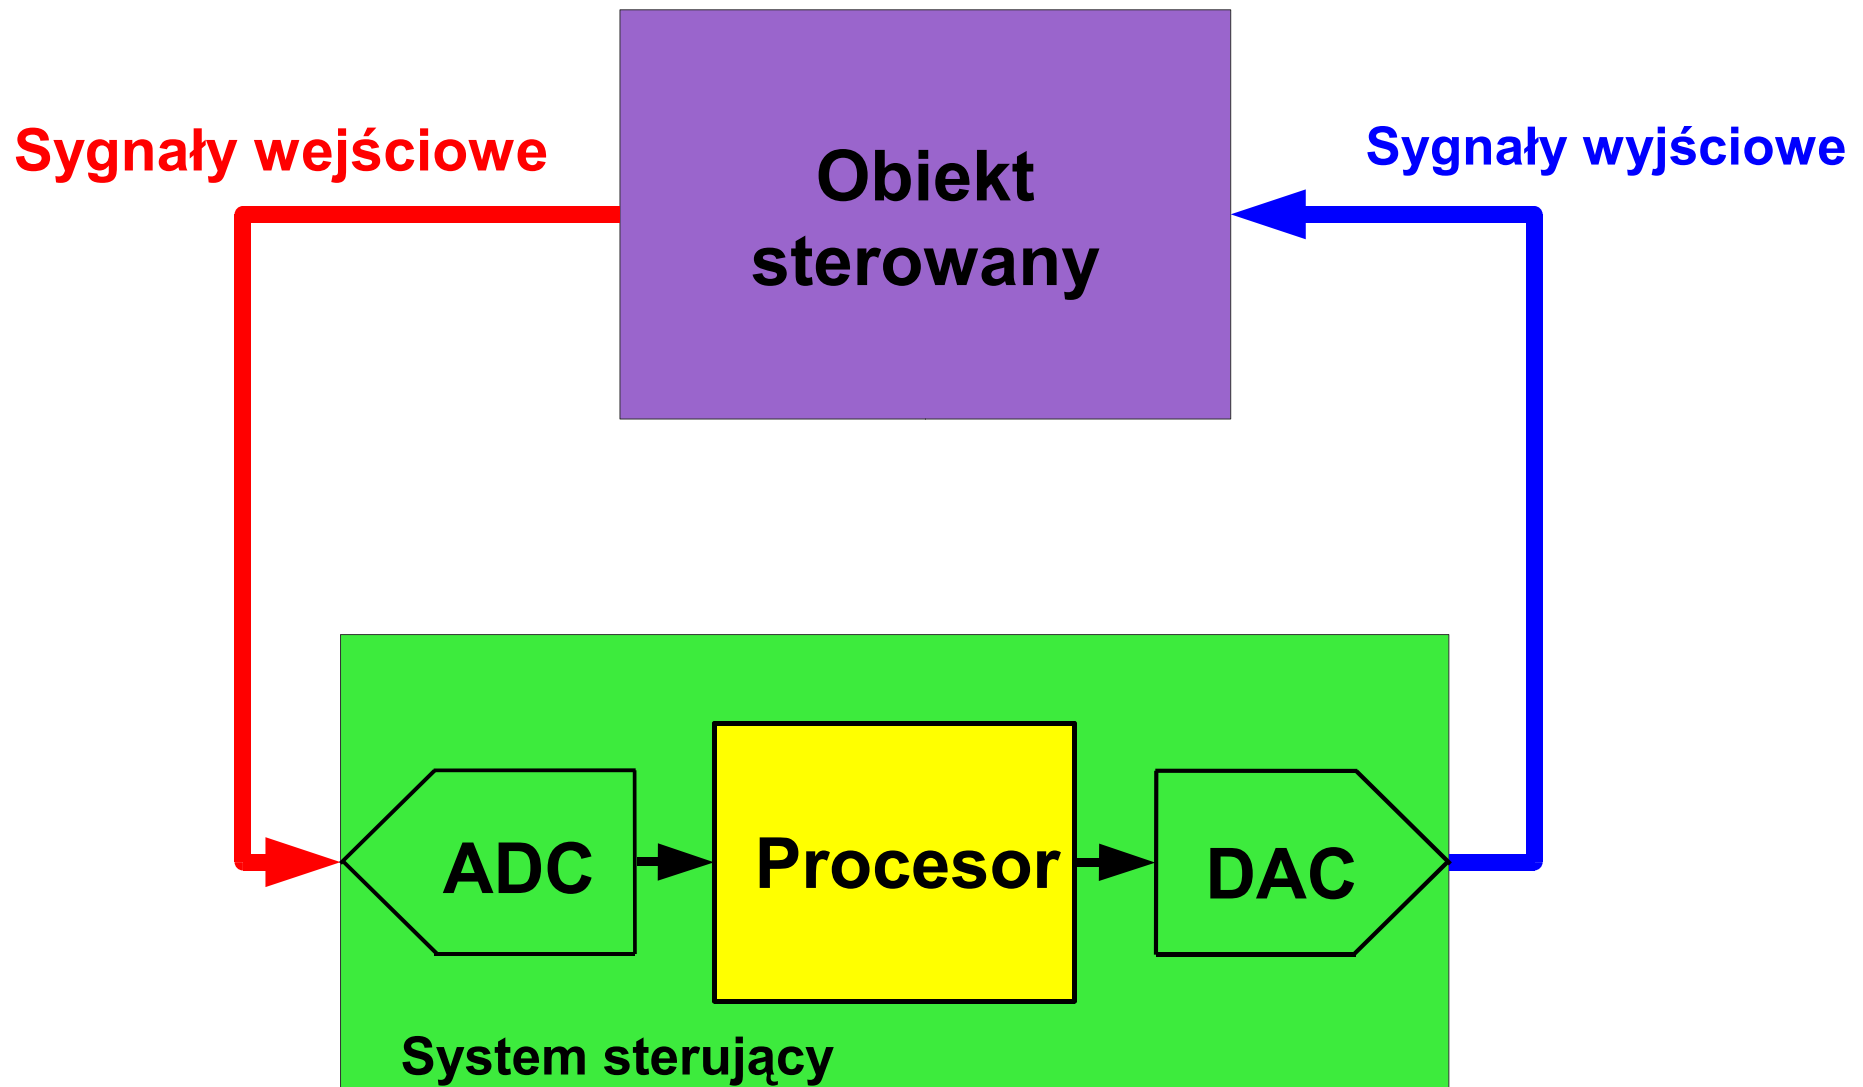 Sygnały wejściowe
Obiekt
sterowany
Sygnały wyjściowe
ADC
Procesor
DAC
System sterujący